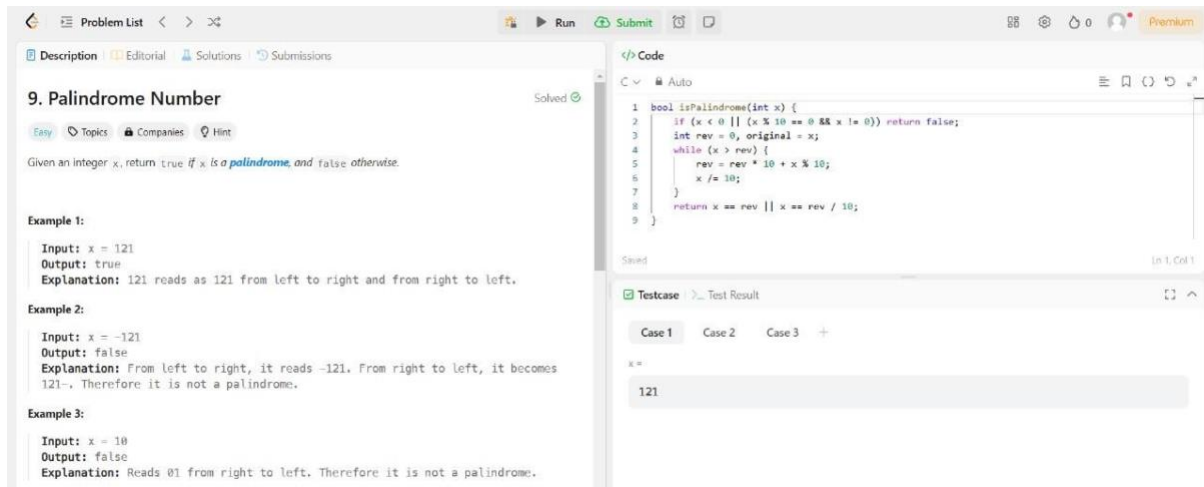 Problem List
Run
Submit
0
Premium
Description
Editorial
Solutions
Submissions
9. Palindrome Number
Solved
Easy
Topics
Companies
Hint
Given an integer x, return true if x is a palindrome, and false otherwise.
Example 1:
Input: x = 121
Output: true
Explanation: 121 reads as 121 from left to right and from right to left.
Example 2:
Input: x = -121
Output: false
Explanation: From left to right, it reads -121. From right to left, it becomes
121-. Therefore it is not a palindrome.
Example 3:
Input: x = 10
Output: false
Explanation: Reads 01 from right to left. Therefore it is not a palindrome.
</> Code
C
Auto
1 bool isPalindrome(int x) {
2 if (x < 0 || (x % 10 == 0 && x != 0)) return false;
3 int rev = 0, original = x;
4 while (x > rev) {
5 rev = rev * 10 + x % 10;
6 x /= 10;
7 }
8 return x == rev || x == rev / 10;
9 }
Saved
Ln 1, Col 1
Testcase
>_ Test Result
Case 1
Case 2
Case 3
+
x =
121